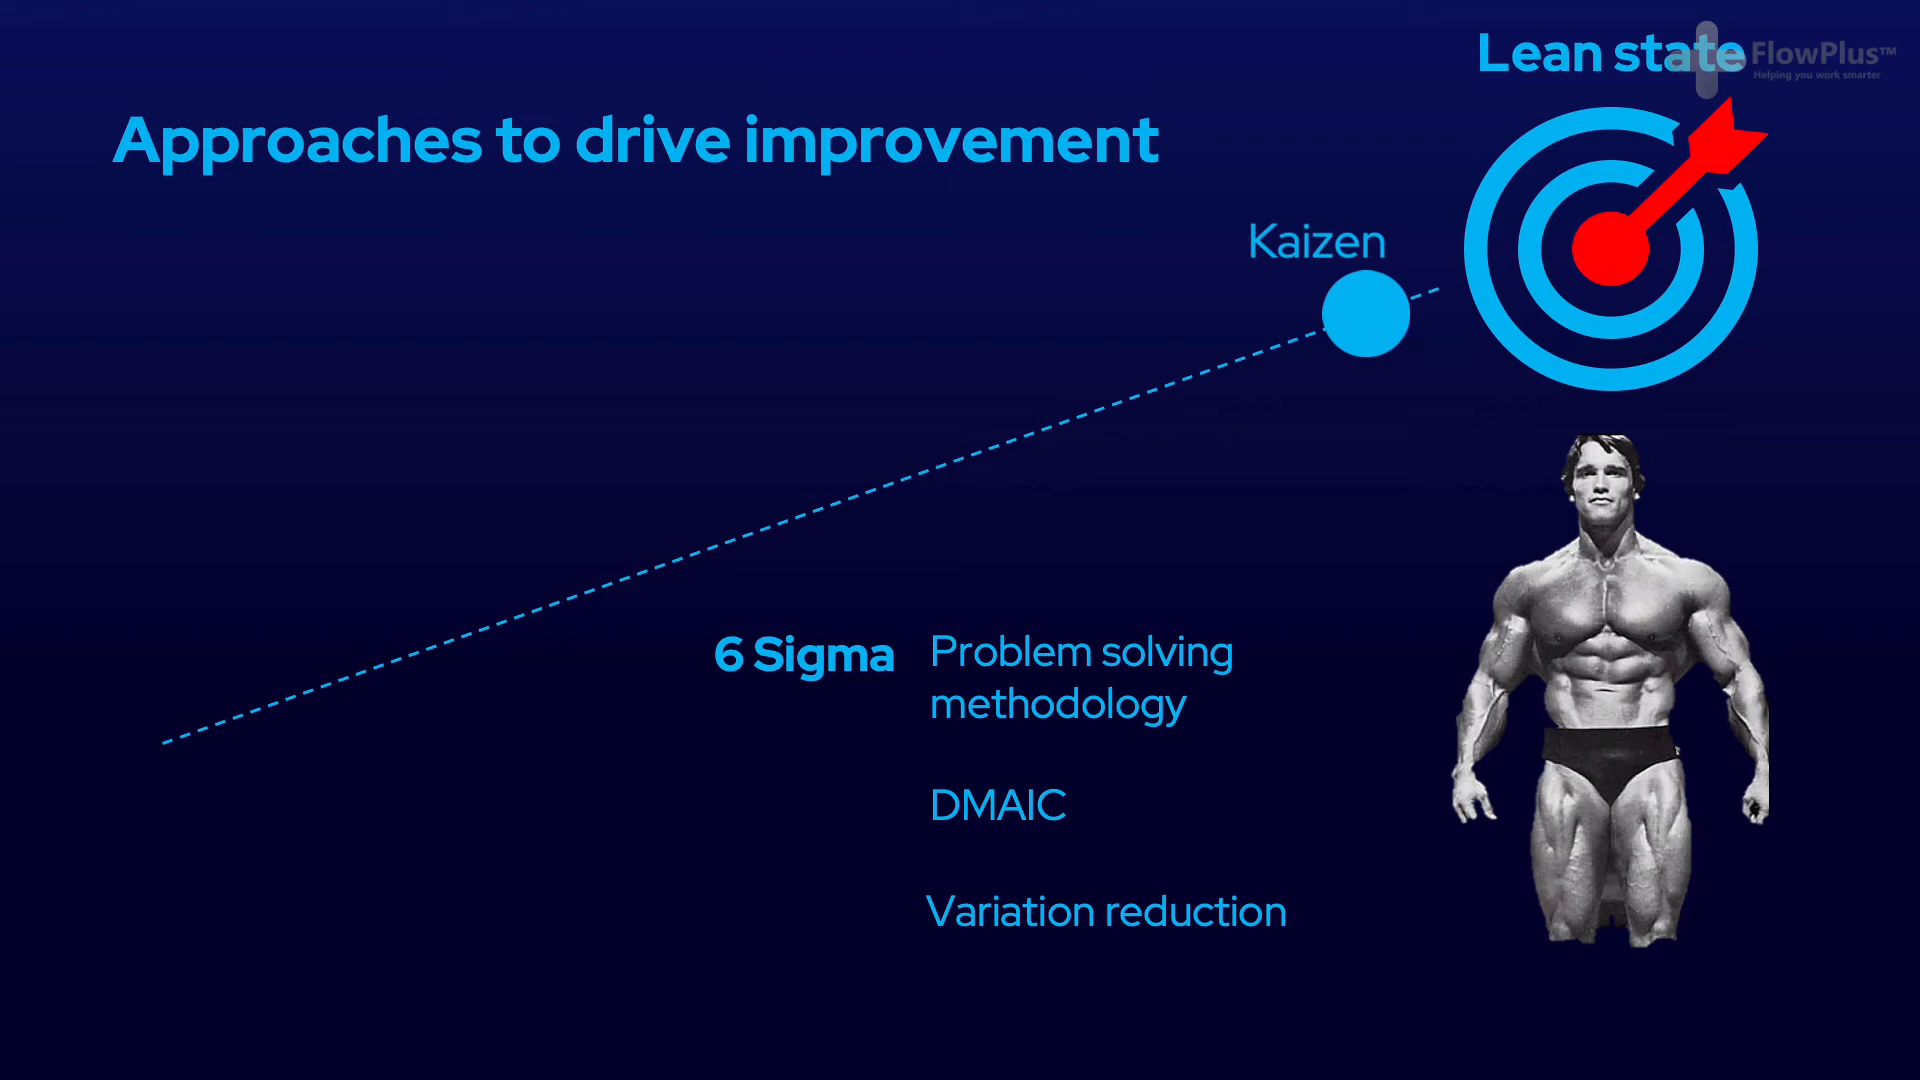 Lean state
FlowPlus™
Helping you work smarter
Approaches to drive improvement
Kaizen
6 Sigma
Problem solving
methodology
DMAIC
Variation reduction